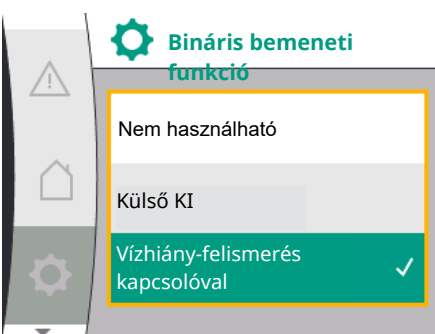 Bináris bemeneti
funkció
Nem használható
Külső KI
Vízhiány-felismerés
kapcsolóval